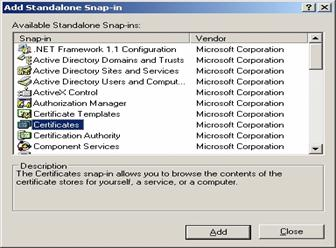 Add Standalone Snap-in
Available Standalone Snap-ins:
Snap-in Vendor
.NET Framework 1.1 Configuration Microsoft Corporation
Active Directory Domains and Trusts Microsoft Corporation
Active Directory Sites and Services Microsoft Corporation
Active Directory Users and Comput... Microsoft Corporation
ActiveX Control Microsoft Corporation
Authorization Manager Microsoft Corporation
Certificate Templates Microsoft Corporation
Certificates Microsoft Corporation
Certification Authority Microsoft Corporation
Component Services Microsoft Corporation
Description
The Certificates snap-in allows you to browse the contents of the
certificate stores for yourself, a service, or a computer.
Add Close